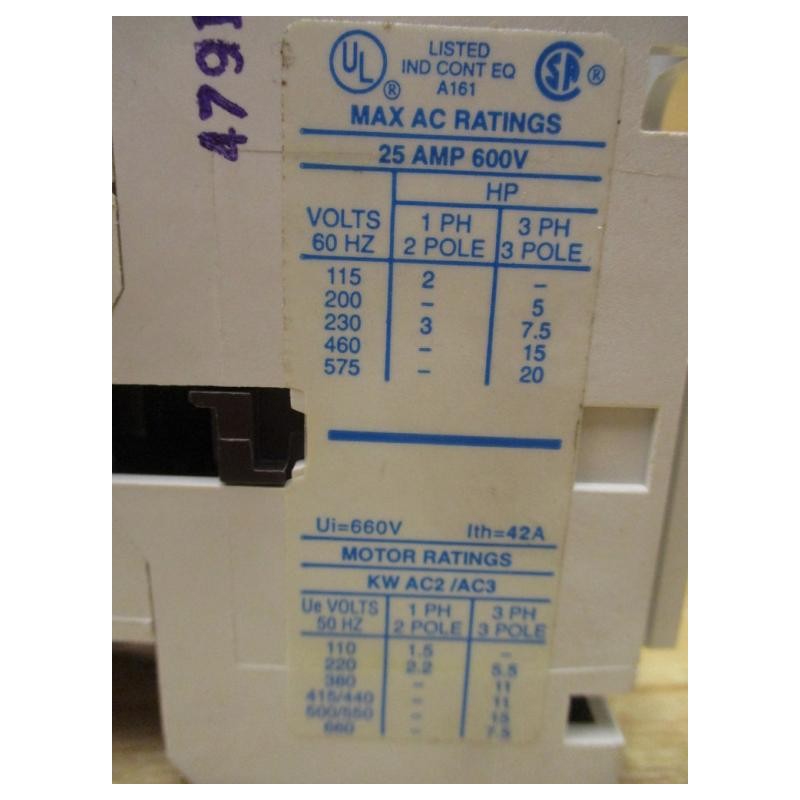 479
UL ®
LISTED
IND CONT EQ
A161
SA ®
MAX AC RATINGS
25 AMP 600V
HP
VOLTS 60 HZ | 1 PH 2 POLE | 3 PH 3 POLE
115 2 –
200 – 5
230 3 7.5
460 – 15
575 – 20
Ui=660V Ith=42A
MOTOR RATINGS
KW AC2 /AC3
Ue VOLTS 50 HZ | 1 PH 2 POLE | 3 PH 3 POLE
110 1.5 –
220 2.2 5.5
380 – 11
415/440 – 11
500/550 – 15
660 – 7.5